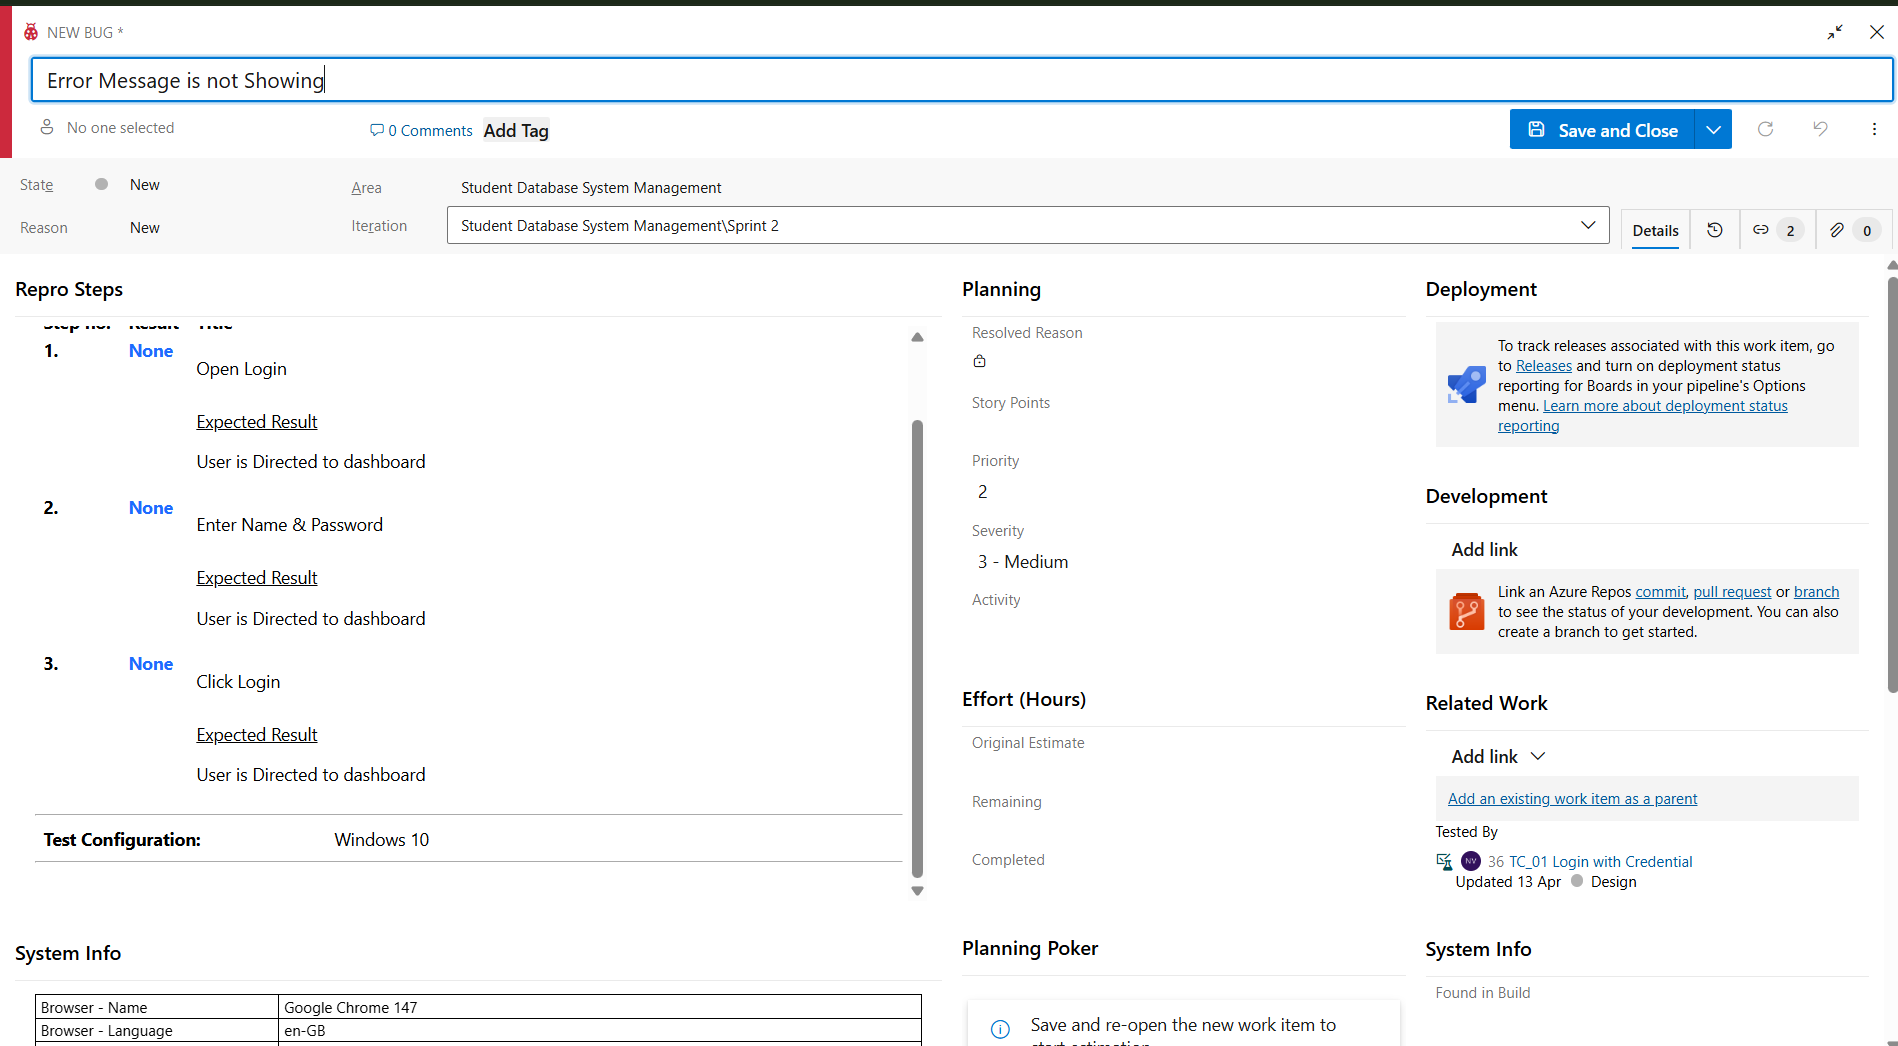 NEW BUG *
Error Message is not Showing
No one selected
0 Comments
Add Tag
Save and Close
State
New
Area
Student Database System Management
Reason
New
Iteration
Student Database System Management\Sprint 2
Details
2
0
Repro Steps
Step no. Result Title
1. None
Open Login
Expected Result
User is Directed to dashboard
2. None
Enter Name & Password
Expected Result
User is Directed to dashboard
3. None
Click Login
Expected Result
User is Directed to dashboard
Test Configuration: Windows 10
System Info
Browser - Name Google Chrome 147
Browser - Language en-GB
Planning
Resolved Reason
Story Points
Priority
2
Severity
3 - Medium
Activity
Effort (Hours)
Original Estimate
Remaining
Completed
Planning Poker
Save and re-open the new work item to
start estimation
Deployment
To track releases associated with this work item, go
to Releases and turn on deployment status
reporting for Boards in your pipeline's Options
menu. Learn more about deployment status
reporting
Development
Add link
Link an Azure Repos commit, pull request or branch
to see the status of your development. You can also
create a branch to get started.
Related Work
Add link
Add an existing work item as a parent
Tested By
NV 36 TC_01 Login with Credential
Updated 13 Apr Design
System Info
Found in Build